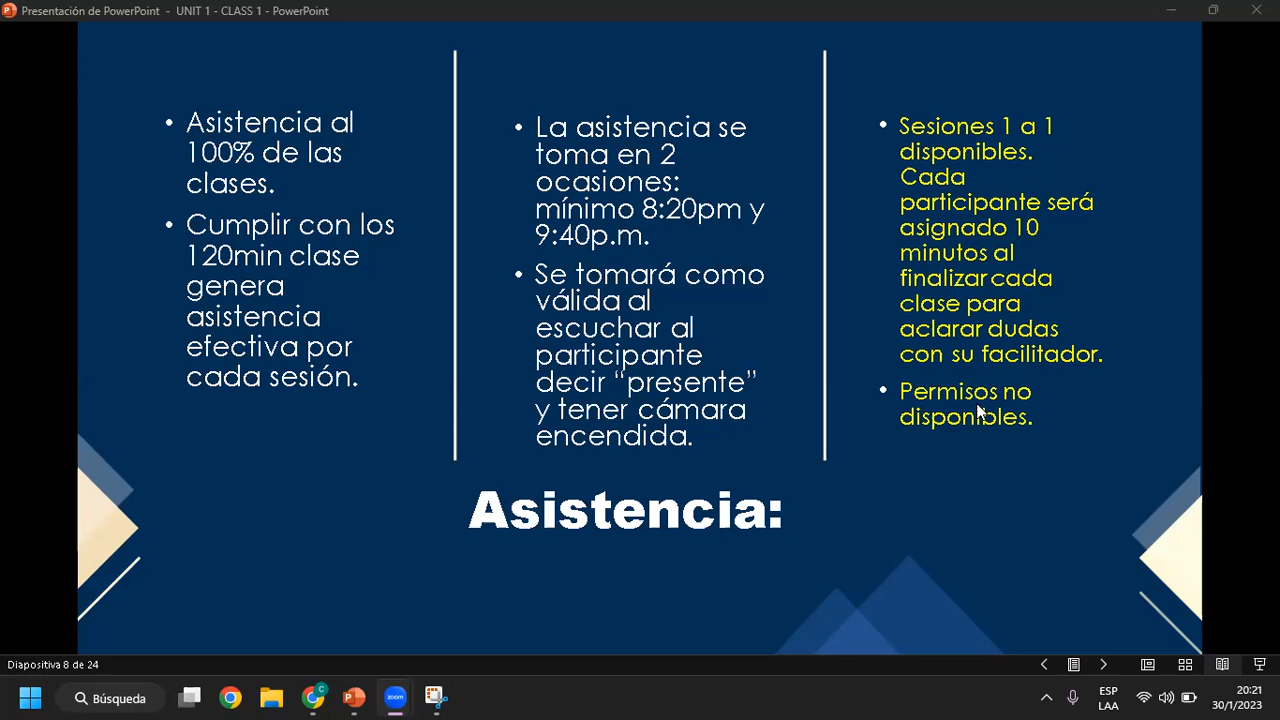 Presentación de PowerPoint - UNIT 1 - CLASS 1 - PowerPoint
• Asistencia al
100% de las
clases.
• Cumplir con los
120min clase
genera
asistencia
efectiva por
cada sesión.
• La asistencia se
toma en 2
ocasiones:
mínimo 8:20pm y
9:40p.m.
• Se tomará como
válida al
escuchar al
participante
decir “presente”
y tener cámara
encendida.
• Sesiones 1 a 1
disponibles.
Cada
participante será
asignado 10
minutos al
finalizar cada
clase para
aclarar dudas
con su facilitador.
• Permisos no
disponibles.
Asistencia:
Diapositiva 8 de 24
Búsqueda
zoom
ESP
LAA
20:21
30/1/2023